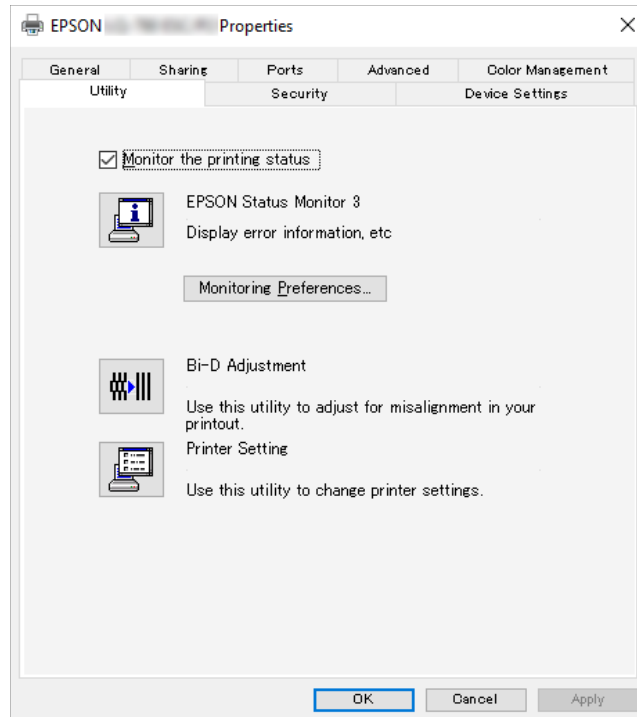 EPSON Properties
General Sharing Ports Advanced Color Management
Utility Security Device Settings
Monitor the printing status
EPSON Status Monitor 3
Display error information, etc
Monitoring Preferences...
Bi-D Adjustment
Use this utility to adjust for misalignment in your
printout.
Printer Setting
Use this utility to change printer settings.
OK Cancel Apply